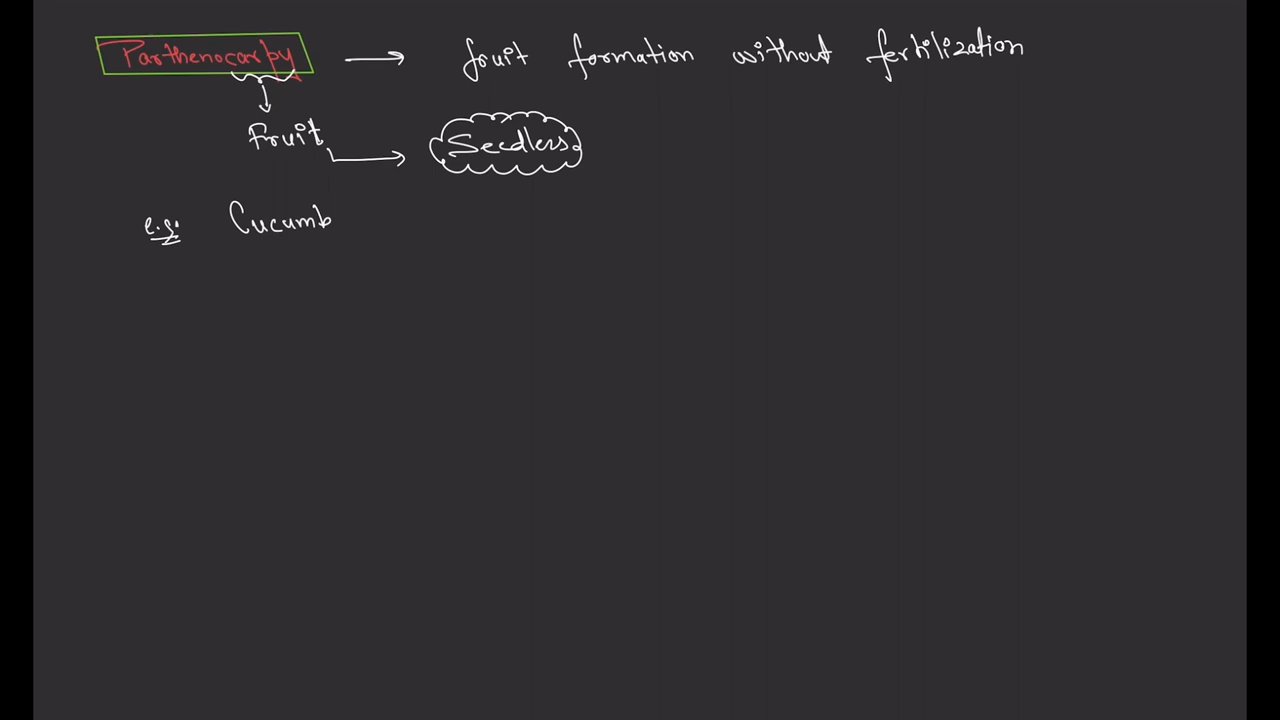 Parthenocarpy → fruit formation without fertilization
Fruit → Seedless
e.g. Cucumb